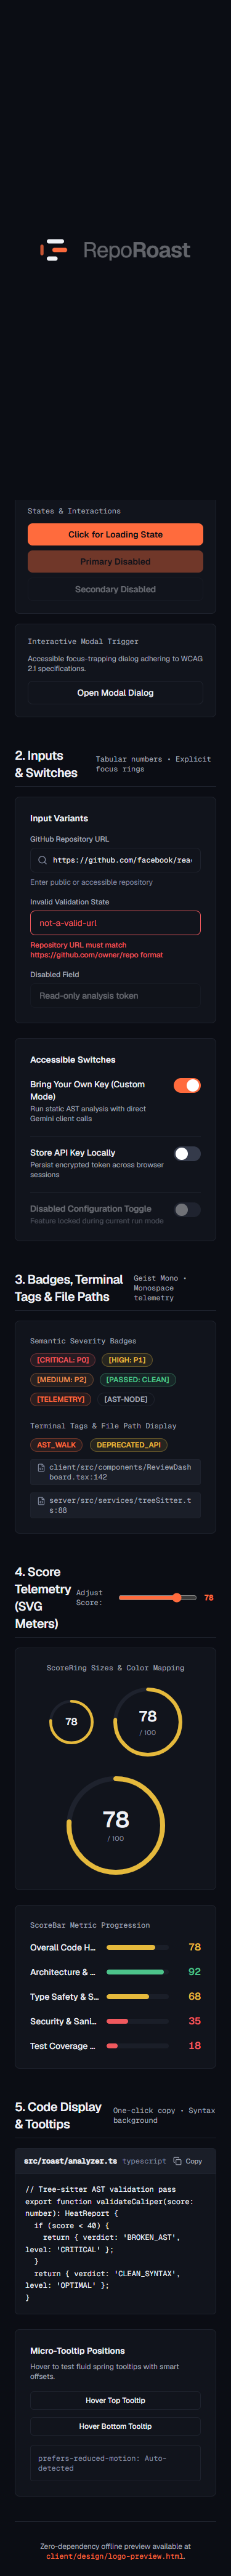 RepoRoast
States & Interactions
Click for Loading State
Primary Disabled
Secondary Disabled
Interactive Modal Trigger
Accessible focus-trapping dialog adhering to WCAG
2.1 specifications.
Open Modal Dialog
2. Inputs
& Switches
Tabular numbers • Explicit
focus rings
Input Variants
GitHub Repository URL
https://github.com/facebook/rea
Enter public or accessible repository
Invalid Validation State
not-a-valid-url
Repository URL must match
https://github.com/owner/repo format
Disabled Field
Read-only analysis token
Accessible Switches
Bring Your Own Key (Custom
Mode)
Run static AST analysis with direct
Gemini client calls
Store API Key Locally
Persist encrypted token across browser
sessions
Disabled Configuration Toggle
Feature locked during current run mode
3. Badges, Terminal
Tags & File Paths
Geist Mono •
Monospace
telemetry
Semantic Severity Badges
[CRITICAL: P0] [HIGH: P1]
[MEDIUM: P2] [PASSED: CLEAN]
[TELEMETRY] [AST-NODE]
Terminal Tags & File Path Display
AST_WALK DEPRECATED_API
client/src/components/ReviewDash
board.tsx:142
server/src/services/treeSitter.t
s:88
4. Score
Telemetry
(SVG
Meters)
Adjust
Score:
78
ScoreRing Sizes & Color Mapping
78
78
/ 100
78
/ 100
ScoreBar Metric Progression
Overall Code H... 78
Architecture & ... 92
Type Safety & S... 68
Security & Sani... 35
Test Coverage ... 18
5. Code Display
& Tooltips
One-click copy • Syntax
background
src/roast/analyzer.ts typescript Copy
// Tree-sitter AST validation pass
export function validateCaliper(score:
number): HeatReport {
if (score < 40) {
return { verdict: 'BROKEN_AST',
level: 'CRITICAL' };
}
return { verdict: 'CLEAN_SYNTAX',
level: 'OPTIMAL' };
}
Micro-Tooltip Positions
Hover to test fluid spring tooltips with smart
offsets.
Hover Top Tooltip
Hover Bottom Tooltip
prefers-reduced-motion: Auto-
detected
Zero-dependency offline preview available at
client/design/logo-preview.html.